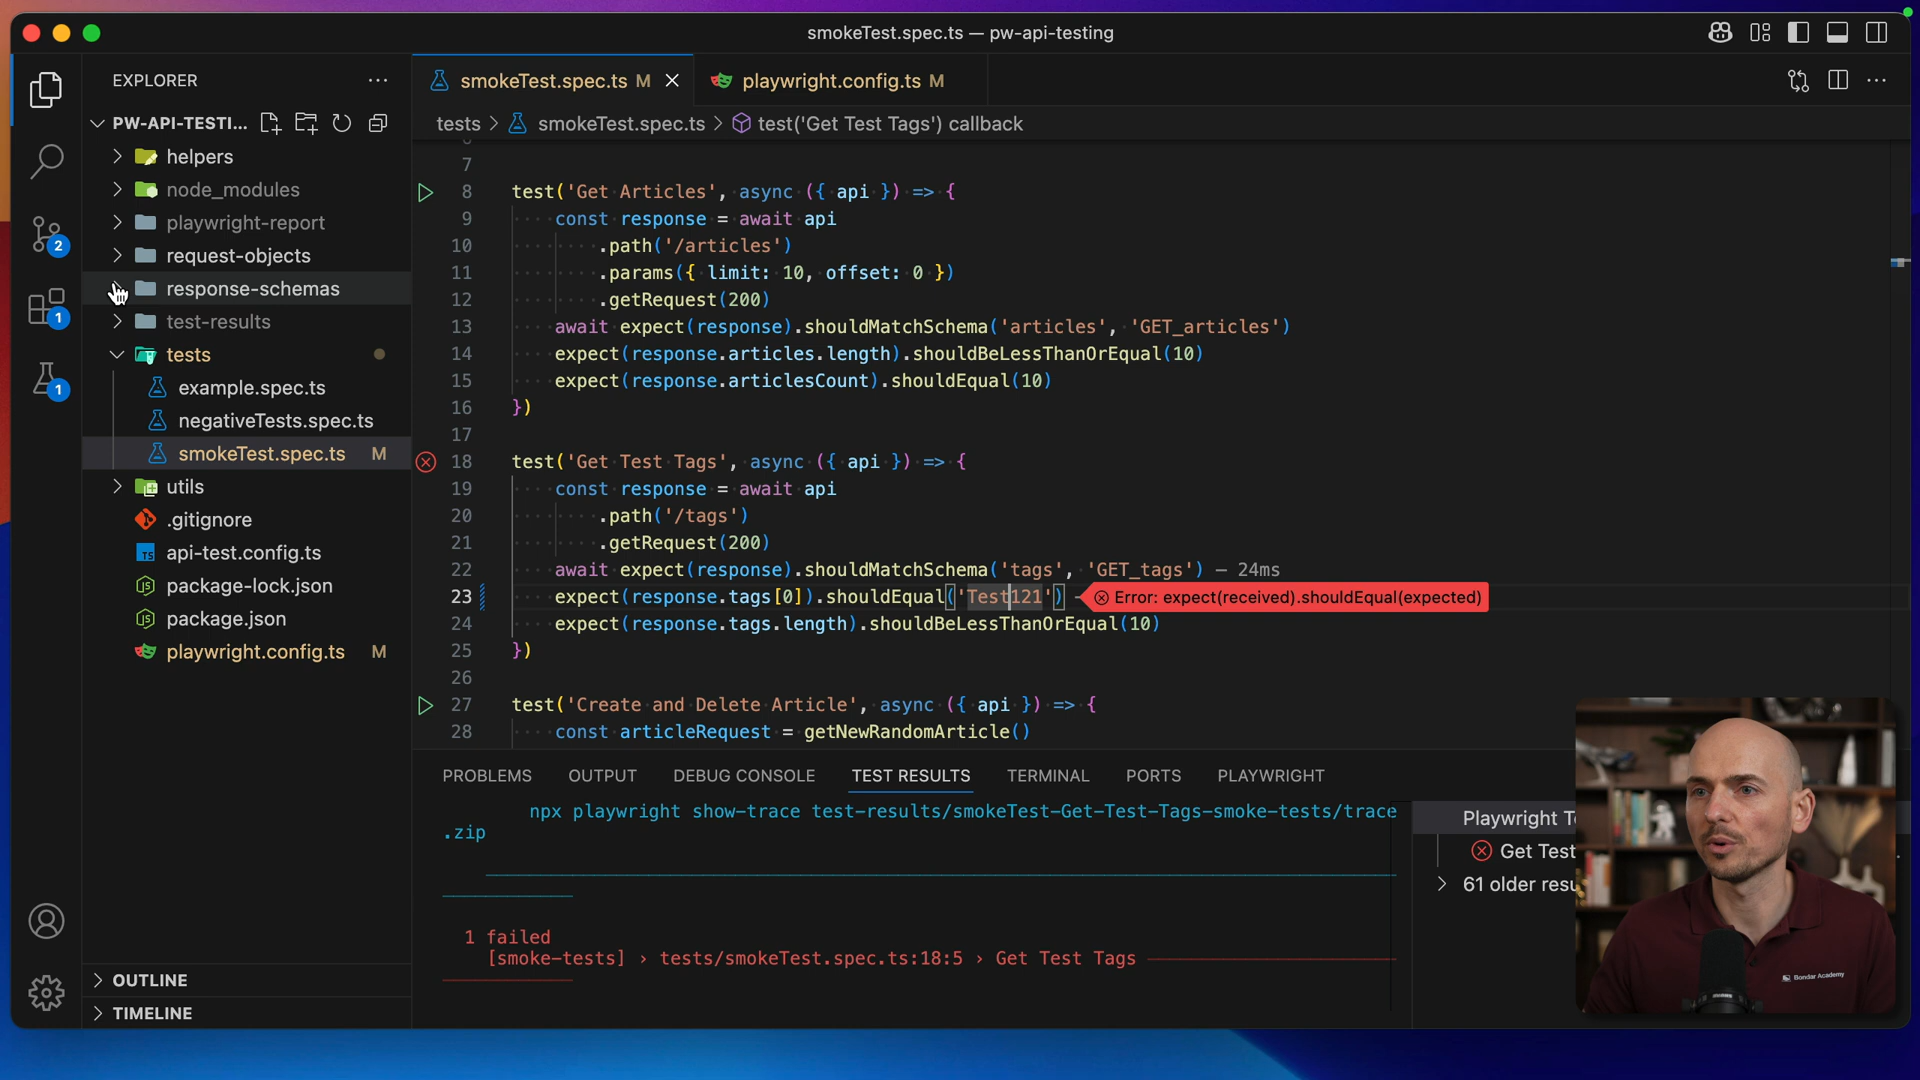 smokeTest.spec.ts — pw-api-testing
EXPLORER
smokeTest.spec.ts M
playwright.config.ts M
PW-API-TESTI...
tests > smokeTest.spec.ts > test('Get Test Tags') callback
helpers
node_modules
playwright-report
request-objects
response-schemas
test-results
tests
example.spec.ts
negativeTests.spec.ts
smokeTest.spec.ts M
utils
.gitignore
api-test.config.ts
package-lock.json
package.json
playwright.config.ts M
OUTLINE
TIMELINE
2
1
1
7
8 test('Get Articles', async ({ api }) => {
9 const response = await api
10 .path('/articles')
11 .params({ limit: 10, offset: 0 })
12 .getRequest(200)
13 await expect(response).shouldMatchSchema('articles', 'GET_articles')
14 expect(response.articles.length).shouldBeLessThanOrEqual(10)
15 expect(response.articlesCount).shouldEqual(10)
16 })
17
18 test('Get Test Tags', async ({ api }) => {
19 const response = await api
20 .path('/tags')
21 .getRequest(200)
22 await expect(response).shouldMatchSchema('tags', 'GET_tags') — 24ms
23 expect(response.tags[0]).shouldEqual('Test121') Error: expect(received).shouldEqual(expected)
24 expect(response.tags.length).shouldBeLessThanOrEqual(10)
25 })
26
27 test('Create and Delete Article', async ({ api }) => {
28 const articleRequest = getNewRandomArticle()
PROBLEMS OUTPUT DEBUG CONSOLE TEST RESULTS TERMINAL PORTS PLAYWRIGHT
npx playwright show-trace test-results/smokeTest-Get-Test-Tags-smoke-tests/trace
.zip
1 failed
[smoke-tests] › tests/smokeTest.spec.ts:18:5 › Get Test Tags
Playwright T
Get Test
61 older resu
Bondar Academy